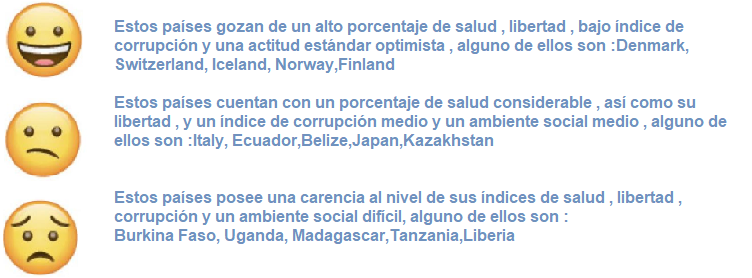 Estos países gozan de un alto porcentaje de salud , libertad , bajo índice de
corrupción y una actitud estándar optimista , alguno de ellos son :Denmark,
Switzerland, Iceland, Norway,Finland
Estos países cuentan con un porcentaje de salud considerable , así como su
libertad , y un índice de corrupción medio y un ambiente social medio , alguno de
ellos son :Italy, Ecuador,Belize,Japan,Kazakhstan
Estos países posee una carencia al nivel de sus índices de salud , libertad ,
corrupción y un ambiente social dificil, alguno de ellos son :
Burkina Faso, Uganda, Madagascar,Tanzania,Liberia